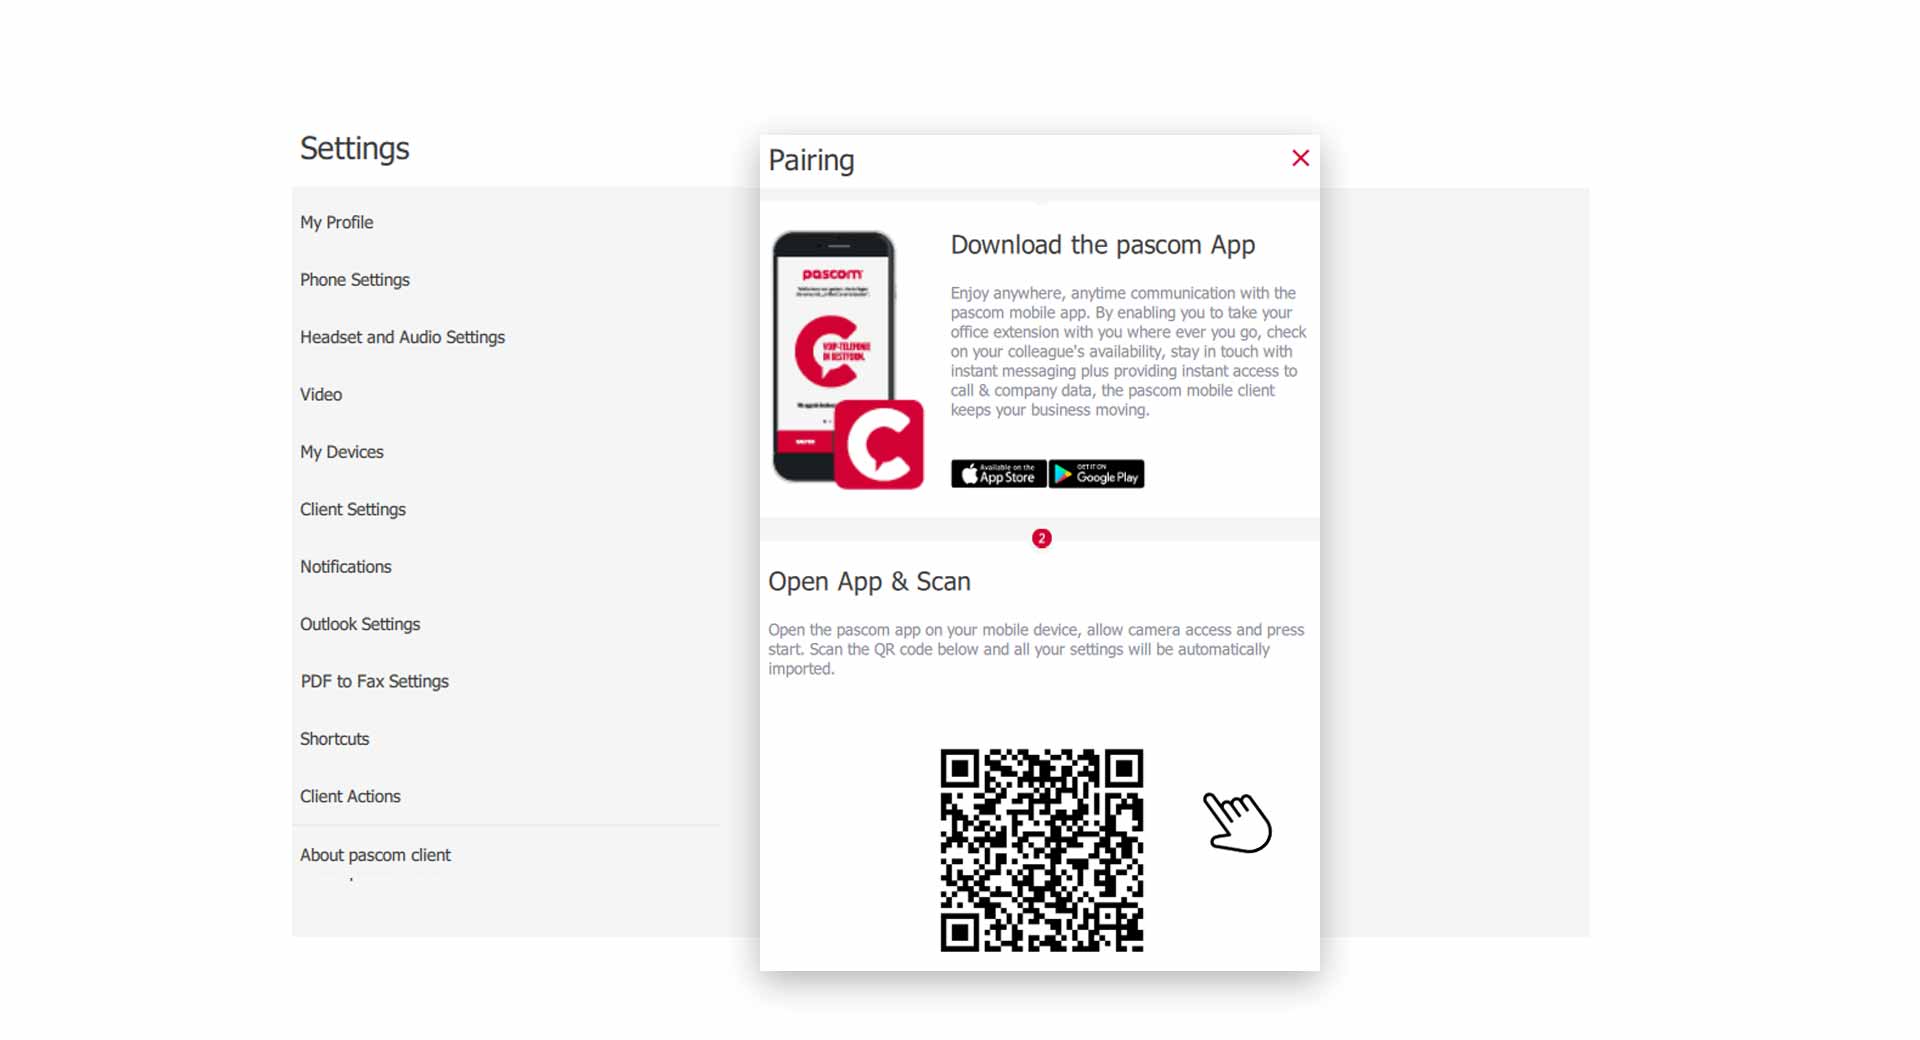 Settings
My Profile
Phone Settings
Headset and Audio Settings
Video
My Devices
Client Settings
Notifications
Outlook Settings
PDF to Fax Settings
Shortcuts
Client Actions
About pascom client
Pairing
pascom
VOIP-TELEFONIE
IN BESTFORM.
Download the pascom App
Enjoy anywhere, anytime communication with the
pascom mobile app. By enabling you to take your
office extension with you where ever you go, check
on your colleague's availability, stay in touch with
instant messaging plus providing instant access to
call & company data, the pascom mobile client
keeps your business moving.
Available on the
App Store
GET IT ON
Google Play
2
Open App & Scan
Open the pascom app on your mobile device, allow camera access and press
start. Scan the QR code below and all your settings will be automatically
imported.